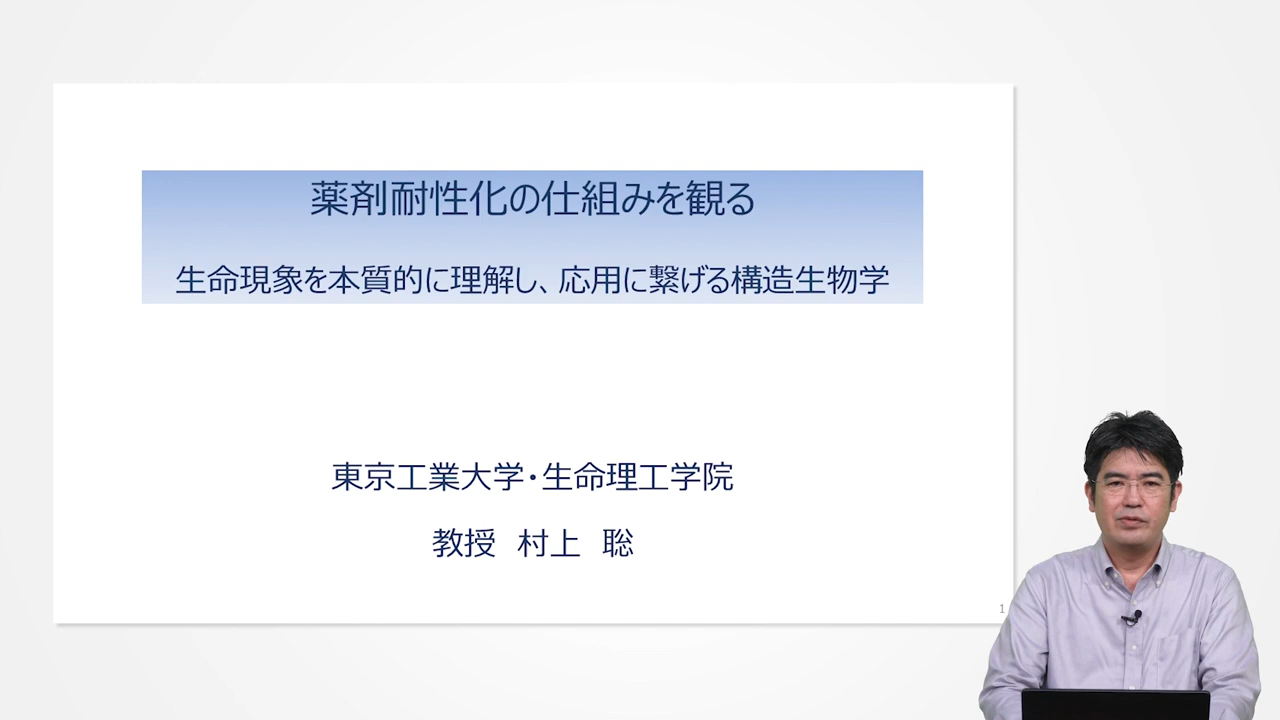 薬剤耐性化の仕組みを観る
生命現象を本質的に理解し、応用に繋げる構造生物学
東京工業大学・生命理工学院
教授　村上　聡
1